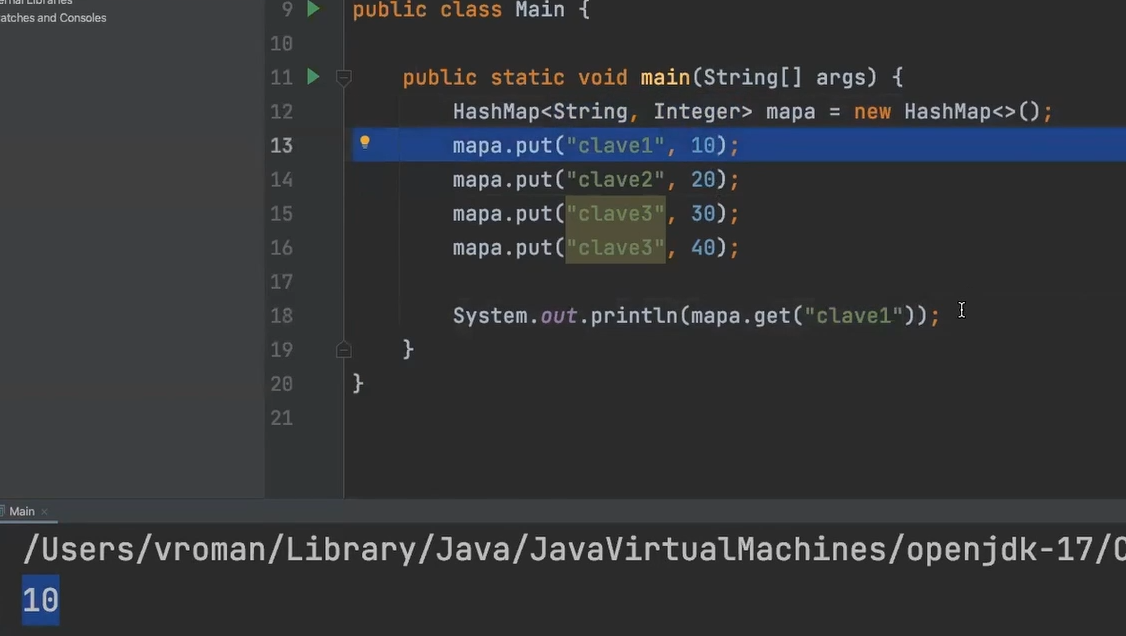 Libraries
and Consoles
9 public class Main {
10
11 public static void main(String[] args) {
12 HashMap<String, Integer> mapa = new HashMap<>();
13 mapa.put("clave1", 10);
14 mapa.put("clave2", 20);
15 mapa.put("clave3", 30);
16 mapa.put("clave3", 40);
17
18 System.out.println(mapa.get("clave1"));
19 }
20 }
21
Main ×
/Users/vroman/Library/Java/JavaVirtualMachines/openjdk-17/C
10